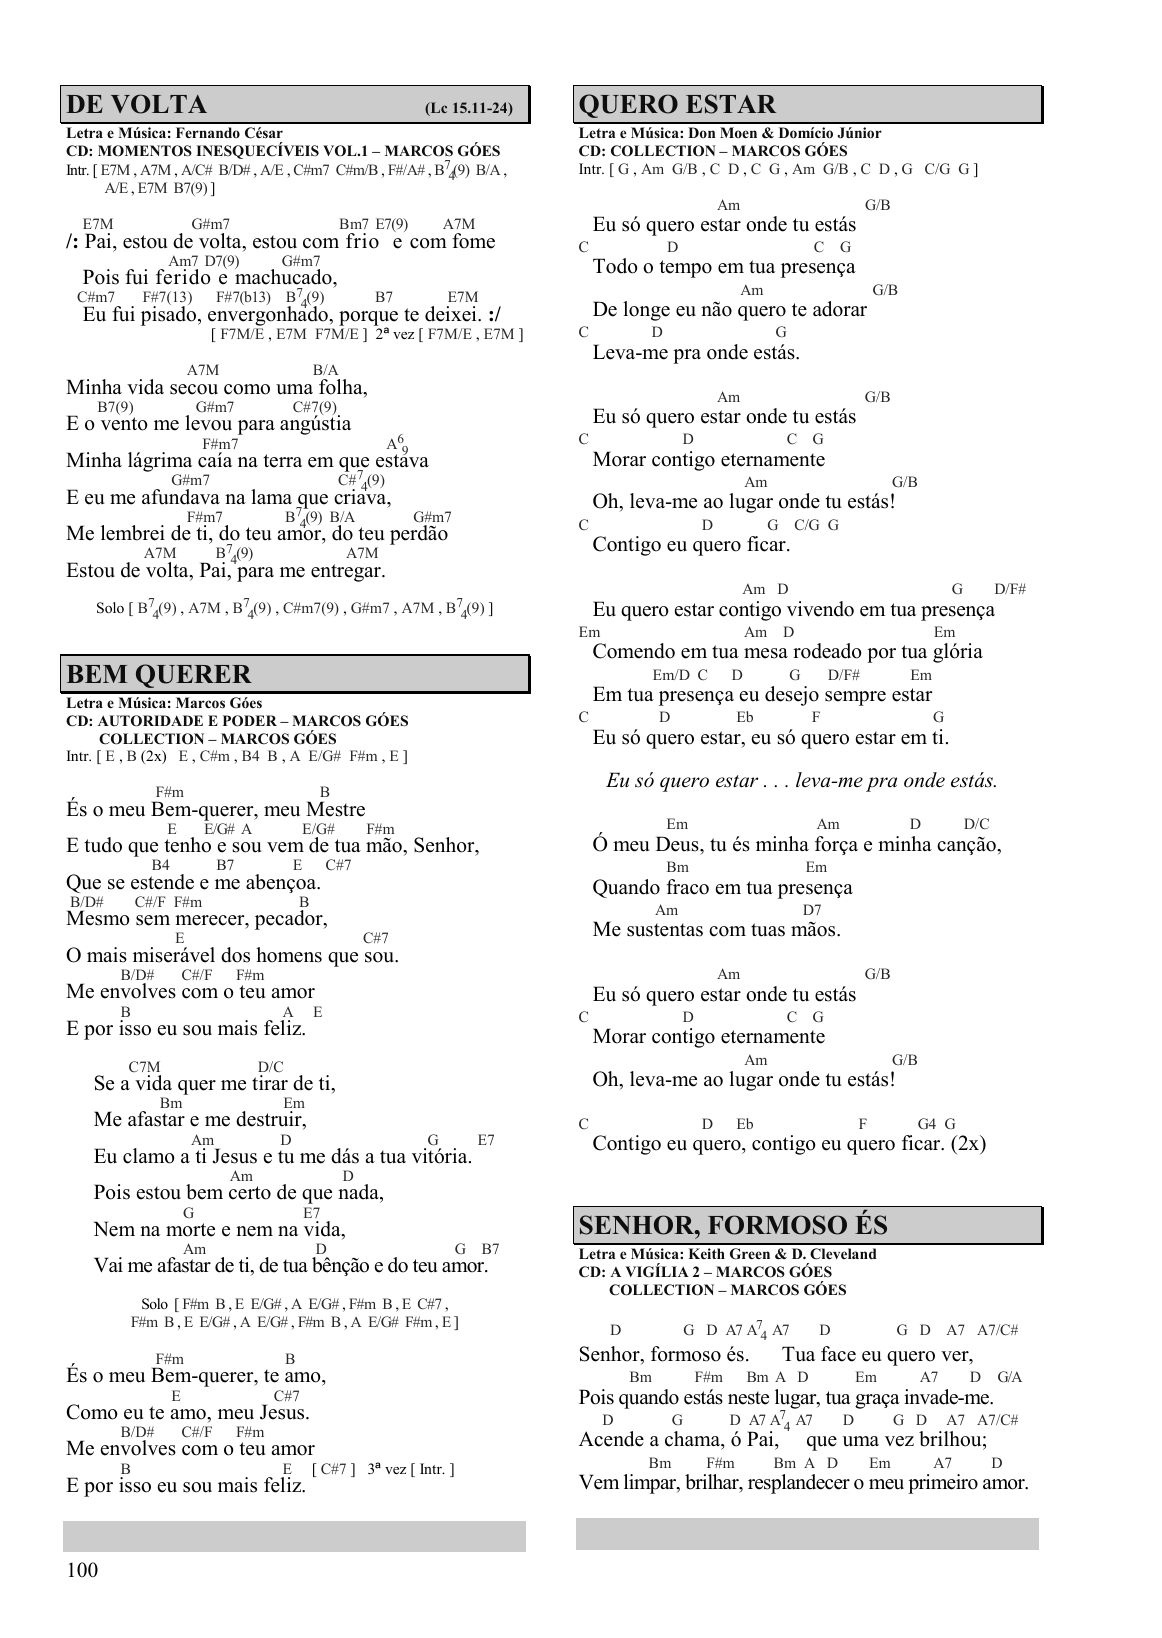 DE VOLTA (Lc 15.11-24)
Letra e Música: Fernando César
CD: MOMENTOS INESQUECÍVEIS VOL.1 – MARCOS GÓES
Intr. [ E7M , A7M , A/C# B/D# , A/E , C#m7 C#m/B , F#/A# , B7/4(9) B/A ,
A/E , E7M B7(9) ]
E7M G#m7 Bm7 E7(9) A7M
/: Pai, estou de volta, estou com frio e com fome
Am7 D7(9) G#m7
Pois fui ferido e machucado,
C#m7 F#7(13) F#7(b13) B7/4(9) B7 E7M
Eu fui pisado, envergonhado, porque te deixei. :/
[ F7M/E , E7M F7M/E ] 2ª vez [ F7M/E , E7M ]
A7M B/A
Minha vida secou como uma folha,
B7(9) G#m7 C#7(9)
E o vento me levou para angústia
F#m7 A6/9
Minha lágrima caía na terra em que estava
G#m7 C#7/4(9)
E eu me afundava na lama que criava,
F#m7 B7/4(9) B/A G#m7
Me lembrei de ti, do teu amor, do teu perdão
A7M B7/4(9) A7M
Estou de volta, Pai, para me entregar.
Solo [ B7/4(9) , A7M , B7/4(9) , C#m7(9) , G#m7 , A7M , B7/4(9) ]
BEM QUERER
Letra e Música: Marcos Góes
CD: AUTORIDADE E PODER – MARCOS GÓES
COLLECTION – MARCOS GÓES
Intr. [ E , B (2x) E , C#m , B4 B , A E/G# F#m , E ]
F#m B
És o meu Bem-querer, meu Mestre
E E/G# A E/G# F#m
E tudo que tenho e sou vem de tua mão, Senhor,
B4 B7 E C#7
Que se estende e me abençoa.
B/D# C#/F F#m B
Mesmo sem merecer, pecador,
E C#7
O mais miserável dos homens que sou.
B/D# C#/F F#m
Me envolves com o teu amor
B A E
E por isso eu sou mais feliz.
C7M D/C
Se a vida quer me tirar de ti,
Bm Em
Me afastar e me destruir,
Am D G E7
Eu clamo a ti Jesus e tu me dás a tua vitória.
Am D
Pois estou bem certo de que nada,
G E7
Nem na morte e nem na vida,
Am D G B7
Vai me afastar de ti, de tua bênção e do teu amor.
Solo [ F#m B , E E/G# , A E/G# , F#m B , E C#7 ,
F#m B , E E/G# , A E/G# , F#m B , A E/G# F#m , E ]
F#m B
És o meu Bem-querer, te amo,
E C#7
Como eu te amo, meu Jesus.
B/D# C#/F F#m
Me envolves com o teu amor
B E [ C#7 ] 3ª vez [ Intr. ]
E por isso eu sou mais feliz.
100
QUERO ESTAR
Letra e Música: Don Moen & Domício Júnior
CD: COLLECTION – MARCOS GÓES
Intr. [ G , Am G/B , C D , C G , Am G/B , C D , G C/G G ]
Am G/B
Eu só quero estar onde tu estás
C D C G
Todo o tempo em tua presença
Am G/B
De longe eu não quero te adorar
C D G
Leva-me pra onde estás.
Am G/B
Eu só quero estar onde tu estás
C D C G
Morar contigo eternamente
Am G/B
Oh, leva-me ao lugar onde tu estás!
C D G C/G G
Contigo eu quero ficar.
Am D G D/F#
Eu quero estar contigo vivendo em tua presença
Em Am D Em
Comendo em tua mesa rodeado por tua glória
Em/D C D G D/F# Em
Em tua presença eu desejo sempre estar
C D Eb F G
Eu só quero estar, eu só quero estar em ti.
Eu só quero estar . . . leva-me pra onde estás.
Em Am D D/C
Ó meu Deus, tu és minha força e minha canção,
Bm Em
Quando fraco em tua presença
Am D7
Me sustentas com tuas mãos.
Am G/B
Eu só quero estar onde tu estás
C D C G
Morar contigo eternamente
Am G/B
Oh, leva-me ao lugar onde tu estás!
C D Eb F G4 G
Contigo eu quero, contigo eu quero ficar. (2x)
SENHOR, FORMOSO ÉS
Letra e Música: Keith Green & D. Cleveland
CD: A VIGÍLIA 2 – MARCOS GÓES
COLLECTION – MARCOS GÓES
D G D A7 A7/4 A7 D G D A7 A7/C#
Senhor, formoso és. Tua face eu quero ver,
Bm F#m Bm A D Em A7 D G/A
Pois quando estás neste lugar, tua graça invade-me.
D G D A7 A7/4 A7 D G D A7 A7/C#
Acende a chama, ó Pai, que uma vez brilhou;
Bm F#m Bm A D Em A7 D
Vem limpar, brilhar, resplandecer o meu primeiro amor.